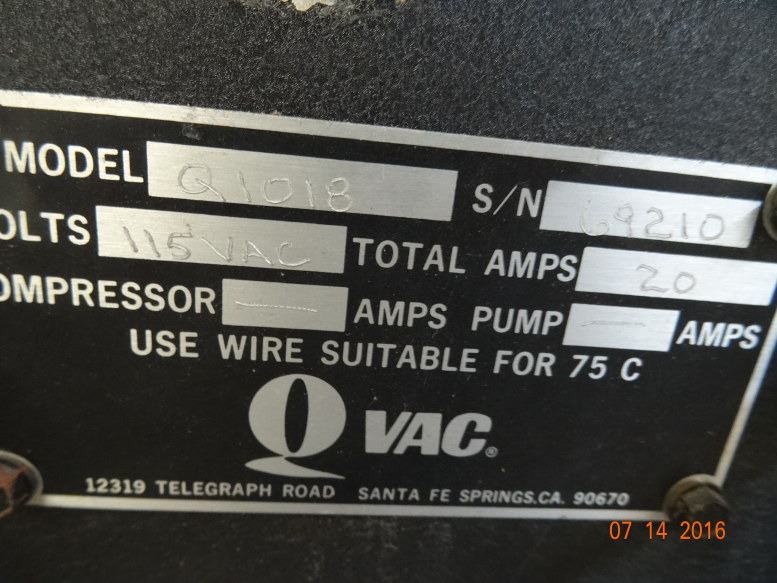 MODEL Q1018 S/N 69210
OLTS 115VAC TOTAL AMPS 20
OMPRESSOR — AMPS PUMP — AMPS
USE WIRE SUITABLE FOR 75 C
Q VAC®
12319 TELEGRAPH ROAD SANTA FE SPRINGS,CA. 90670
07 14 2016